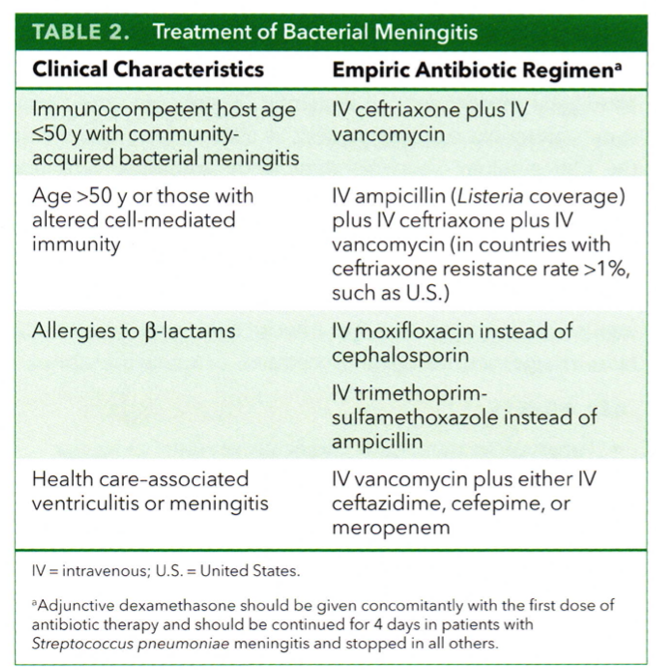 TABLE 2. Treatment of Bacterial Meningitis
Clinical Characteristics
Empiric Antibiotic Regimenᵃ
Immunocompetent host age
≤50 y with community-
acquired bacterial meningitis
IV ceftriaxone plus IV
vancomycin
Age >50 y or those with
altered cell-mediated
immunity
IV ampicillin (Listeria coverage)
plus IV ceftriaxone plus IV
vancomycin (in countries with
ceftriaxone resistance rate >1%,
such as U.S.)
Allergies to β-lactams
IV moxifloxacin instead of
cephalosporin
IV trimethoprim-
sulfamethoxazole instead of
ampicillin
Health care–associated
ventriculitis or meningitis
IV vancomycin plus either IV
ceftazidime, cefepime, or
meropenem
IV = intravenous; U.S. = United States.
ᵃAdjunctive dexamethasone should be given concomitantly with the first dose of
antibiotic therapy and should be continued for 4 days in patients with
Streptococcus pneumoniae meningitis and stopped in all others.